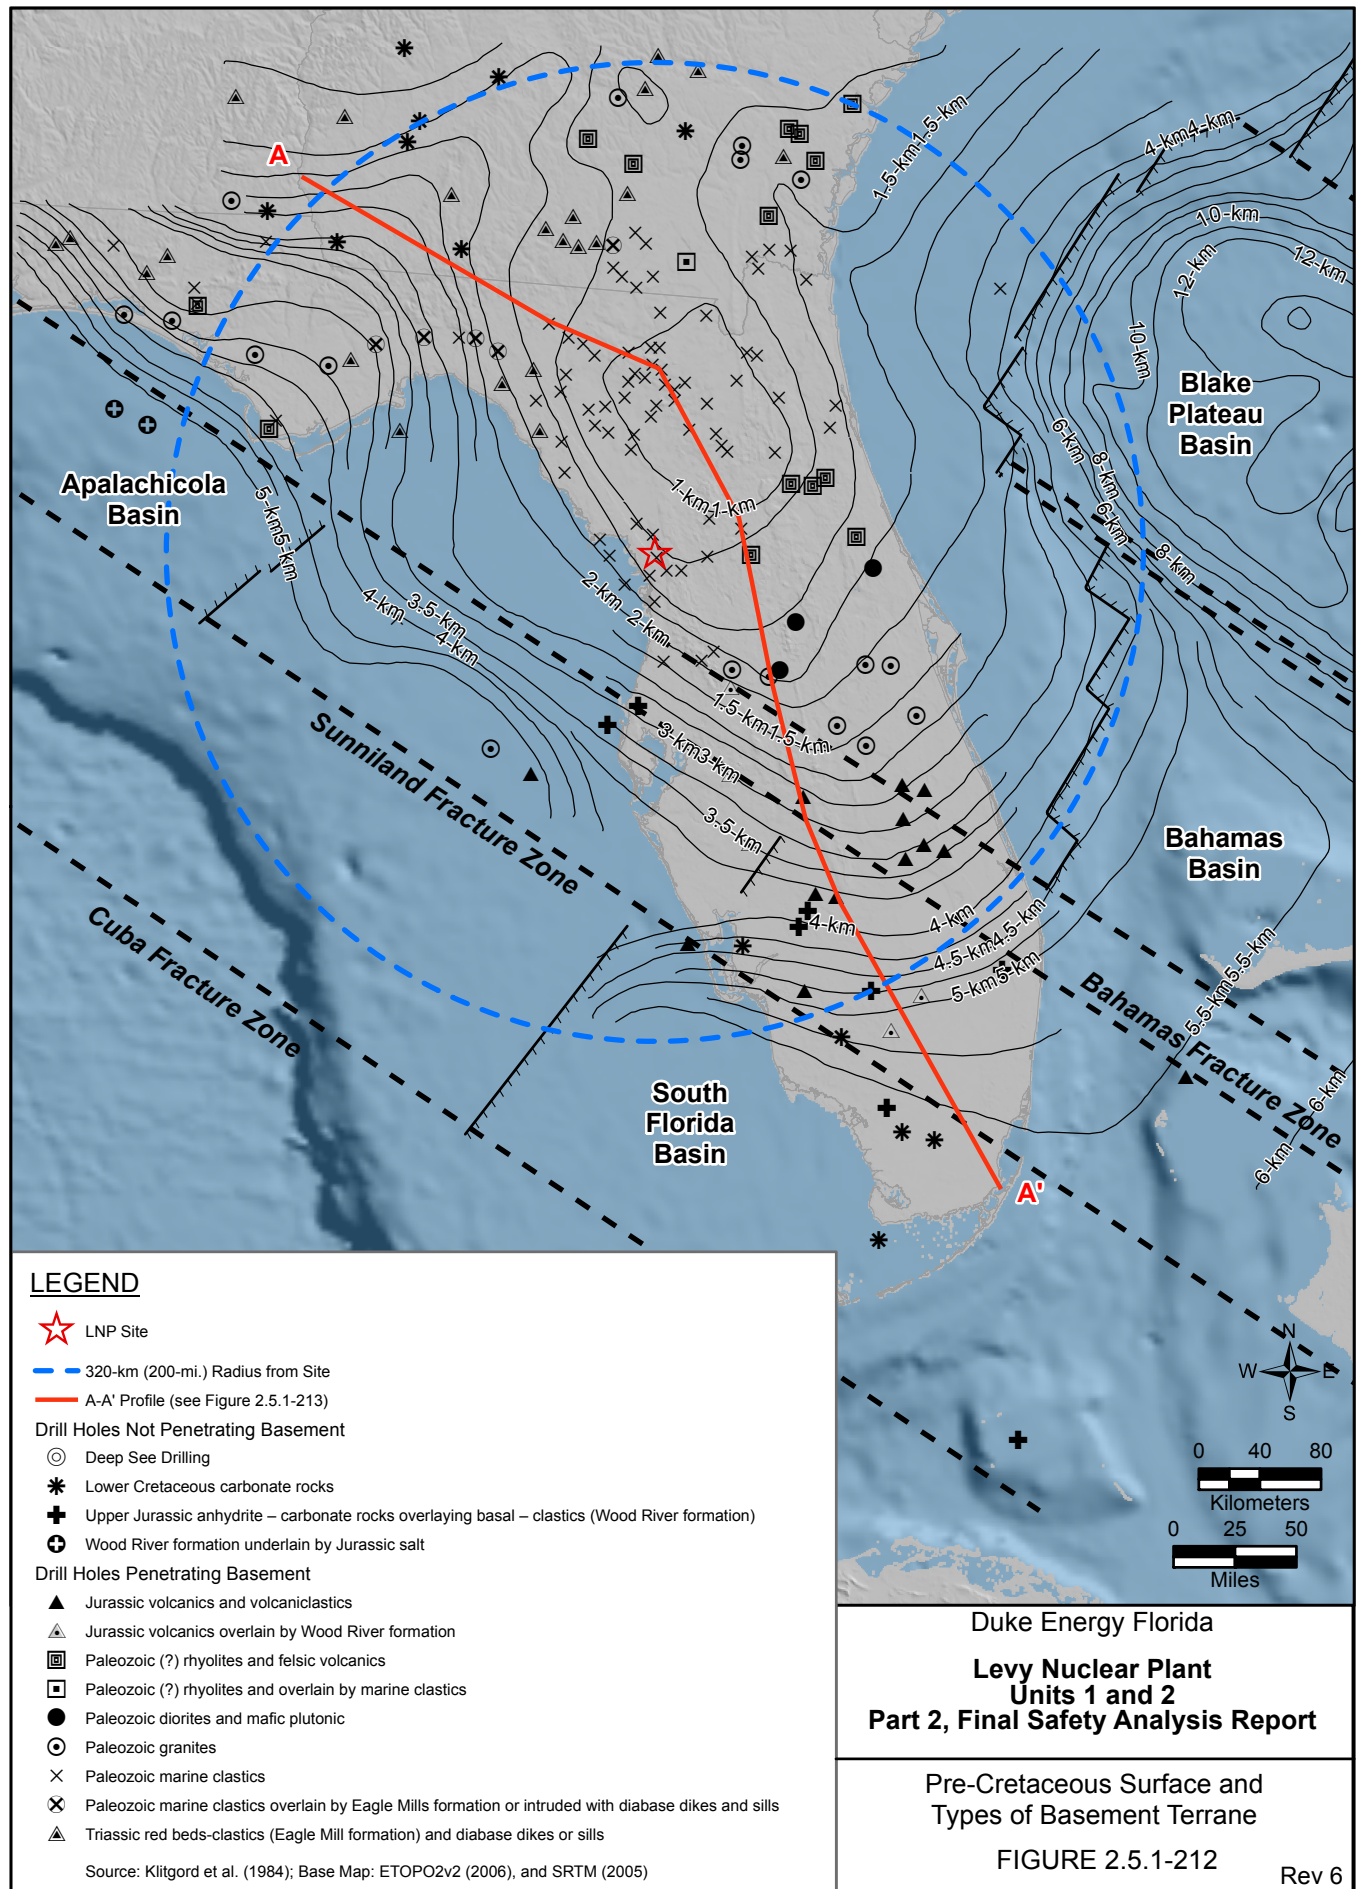 A
1.5-km
1.5-km
4-km
4-km
10-km
12-km
12-km
10-km
Blake
Plateau
Basin
6-km
8-km
6-km
8-km
Apalachicola
Basin
5-km
5-km
1-km
1-km
2-km
2-km
4-km
3.5-km
4-km
1.5-km
1.5-km
3-km
3-km
3.5-km
Sunniland Fracture Zone
Cuba Fracture Zone
Bahamas
Basin
4-km
4-km
4.5-km
4.5-km
5-km
5-km
5.5-km
5.5-km
Bahamas Fracture Zone
6-km
6-km
South
Florida
Basin
A'
LEGEND
LNP Site
320-km (200-mi.) Radius from Site
A-A' Profile (see Figure 2.5.1-213)
Drill Holes Not Penetrating Basement
Deep See Drilling
Lower Cretaceous carbonate rocks
Upper Jurassic anhydrite – carbonate rocks overlaying basal – clastics (Wood River formation)
Wood River formation underlain by Jurassic salt
Drill Holes Penetrating Basement
Jurassic volcanics and volcaniclastics
Jurassic volcanics overlain by Wood River formation
Paleozoic (?) rhyolites and felsic volcanics
Paleozoic (?) rhyolites and overlain by marine clastics
Paleozoic diorites and mafic plutonic
Paleozoic granites
Paleozoic marine clastics
Paleozoic marine clastics overlain by Eagle Mills formation or intruded with diabase dikes and sills
Triassic red beds-clastics (Eagle Mill formation) and diabase dikes or sills
Source: Klitgord et al. (1984); Base Map: ETOPO2v2 (2006), and SRTM (2005)
N
W E
S
0 40 80
Kilometers
0 25 50
Miles
Duke Energy Florida
Levy Nuclear Plant
Units 1 and 2
Part 2, Final Safety Analysis Report
Pre-Cretaceous Surface and
Types of Basement Terrane
FIGURE 2.5.1-212
Rev 6